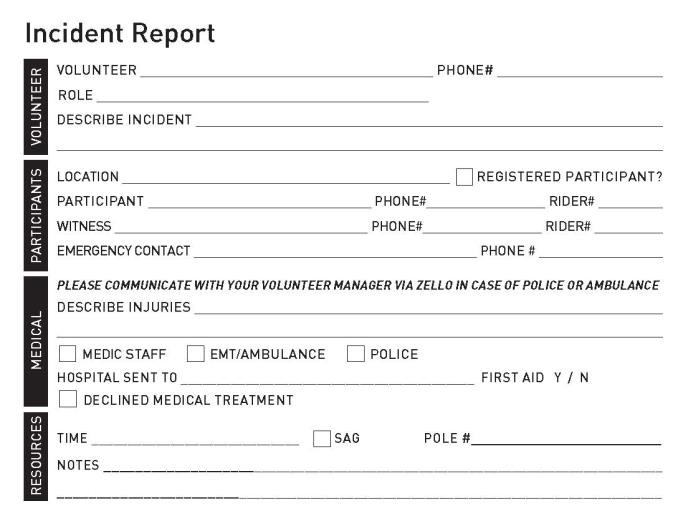 Incident Report
VOLUNTEER
VOLUNTEER PHONE#
ROLE
DESCRIBE INCIDENT
PARTICIPANTS
LOCATION REGISTERED PARTICIPANT?
PARTICIPANT PHONE# RIDER#
WITNESS PHONE# RIDER#
EMERGENCY CONTACT PHONE #
MEDICAL
PLEASE COMMUNICATE WITH YOUR VOLUNTEER MANAGER VIA ZELLO IN CASE OF POLICE OR AMBULANCE
DESCRIBE INJURIES
MEDIC STAFF EMT/AMBULANCE POLICE
HOSPITAL SENT TO FIRST AID Y / N
DECLINED MEDICAL TREATMENT
RESOURCES
TIME SAG POLE #
NOTES